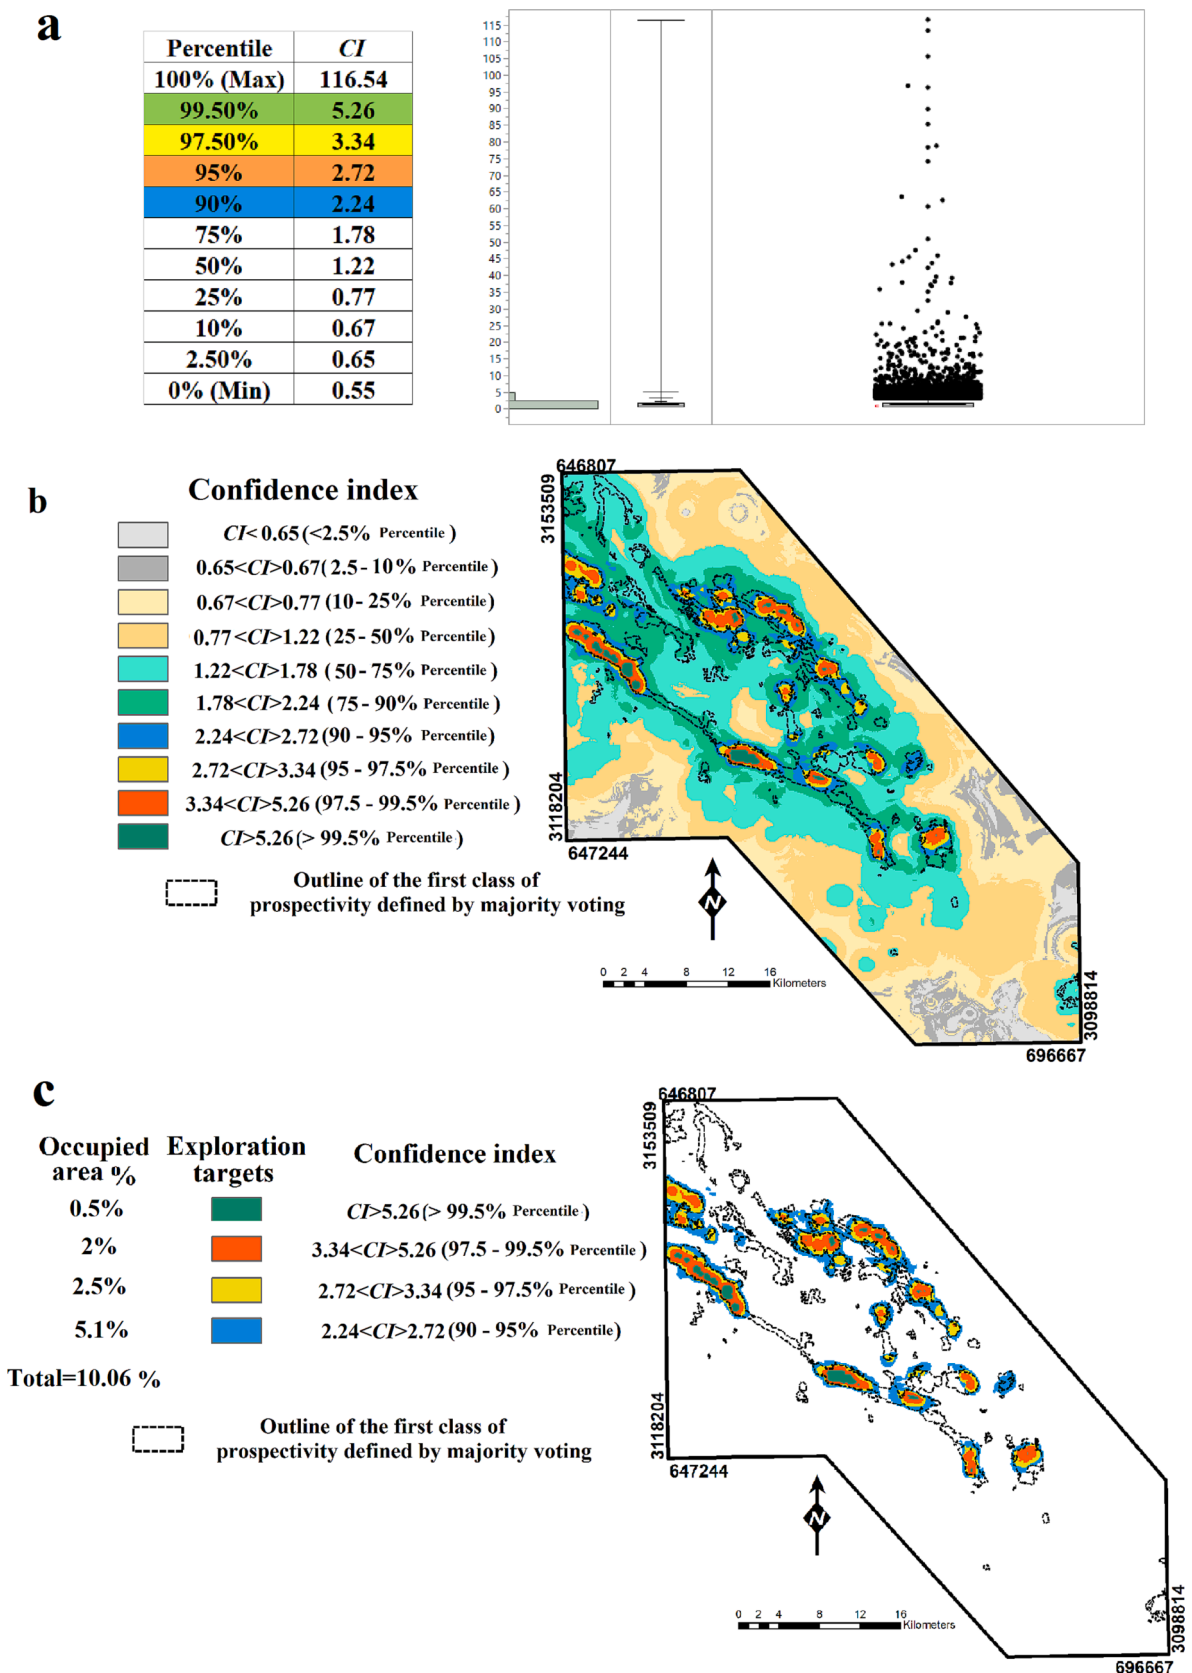 a
Percentile CI
100% (Max) 116.54
99.50% 5.26
97.50% 3.34
95% 2.72
90% 2.24
75% 1.78
50% 1.22
25% 0.77
10% 0.67
2.50% 0.65
0% (Min) 0.55
115
110
105
100
95
90
85
80
75
70
65
60
55
50
45
40
35
30
25
20
15
10
5
0
b
Confidence index
CI< 0.65 (<2.5% Percentile )
0.65<CI>0.67 ( 2.5 - 10% Percentile )
0.67<CI>0.77 (10 - 25% Percentile )
0.77 <CI>1.22 (25 - 50% Percentile )
1.22<CI>1.78 (50 - 75% Percentile )
1.78<CI>2.24 (75 - 90% Percentile )
2.24<CI>2.72 (90 - 95% Percentile )
2.72<CI>3.34 (95 - 97.5% Percentile )
3.34<CI>5.26 (97.5 - 99.5% Percentile )
CI>5.26 (> 99.5% Percentile )
Outline of the first class of
prospectivity defined by majority voting
646807
3153509
3118204
647244
N
0 2 4 8 12 16
Kilometers
3098814
696667
c
Occupied
area %
Exploration
targets
Confidence index
0.5% CI>5.26 (> 99.5% Percentile )
2% 3.34<CI>5.26 (97.5 - 99.5% Percentile )
2.5% 2.72<CI>3.34 (95 - 97.5% Percentile )
5.1% 2.24<CI>2.72 (90 - 95% Percentile )
Total=10.06 %
Outline of the first class of
prospectivity defined by majority voting
646807
3153509
3118204
647244
N
0 2 4 8 12 16
Kilometers
3098814
696667